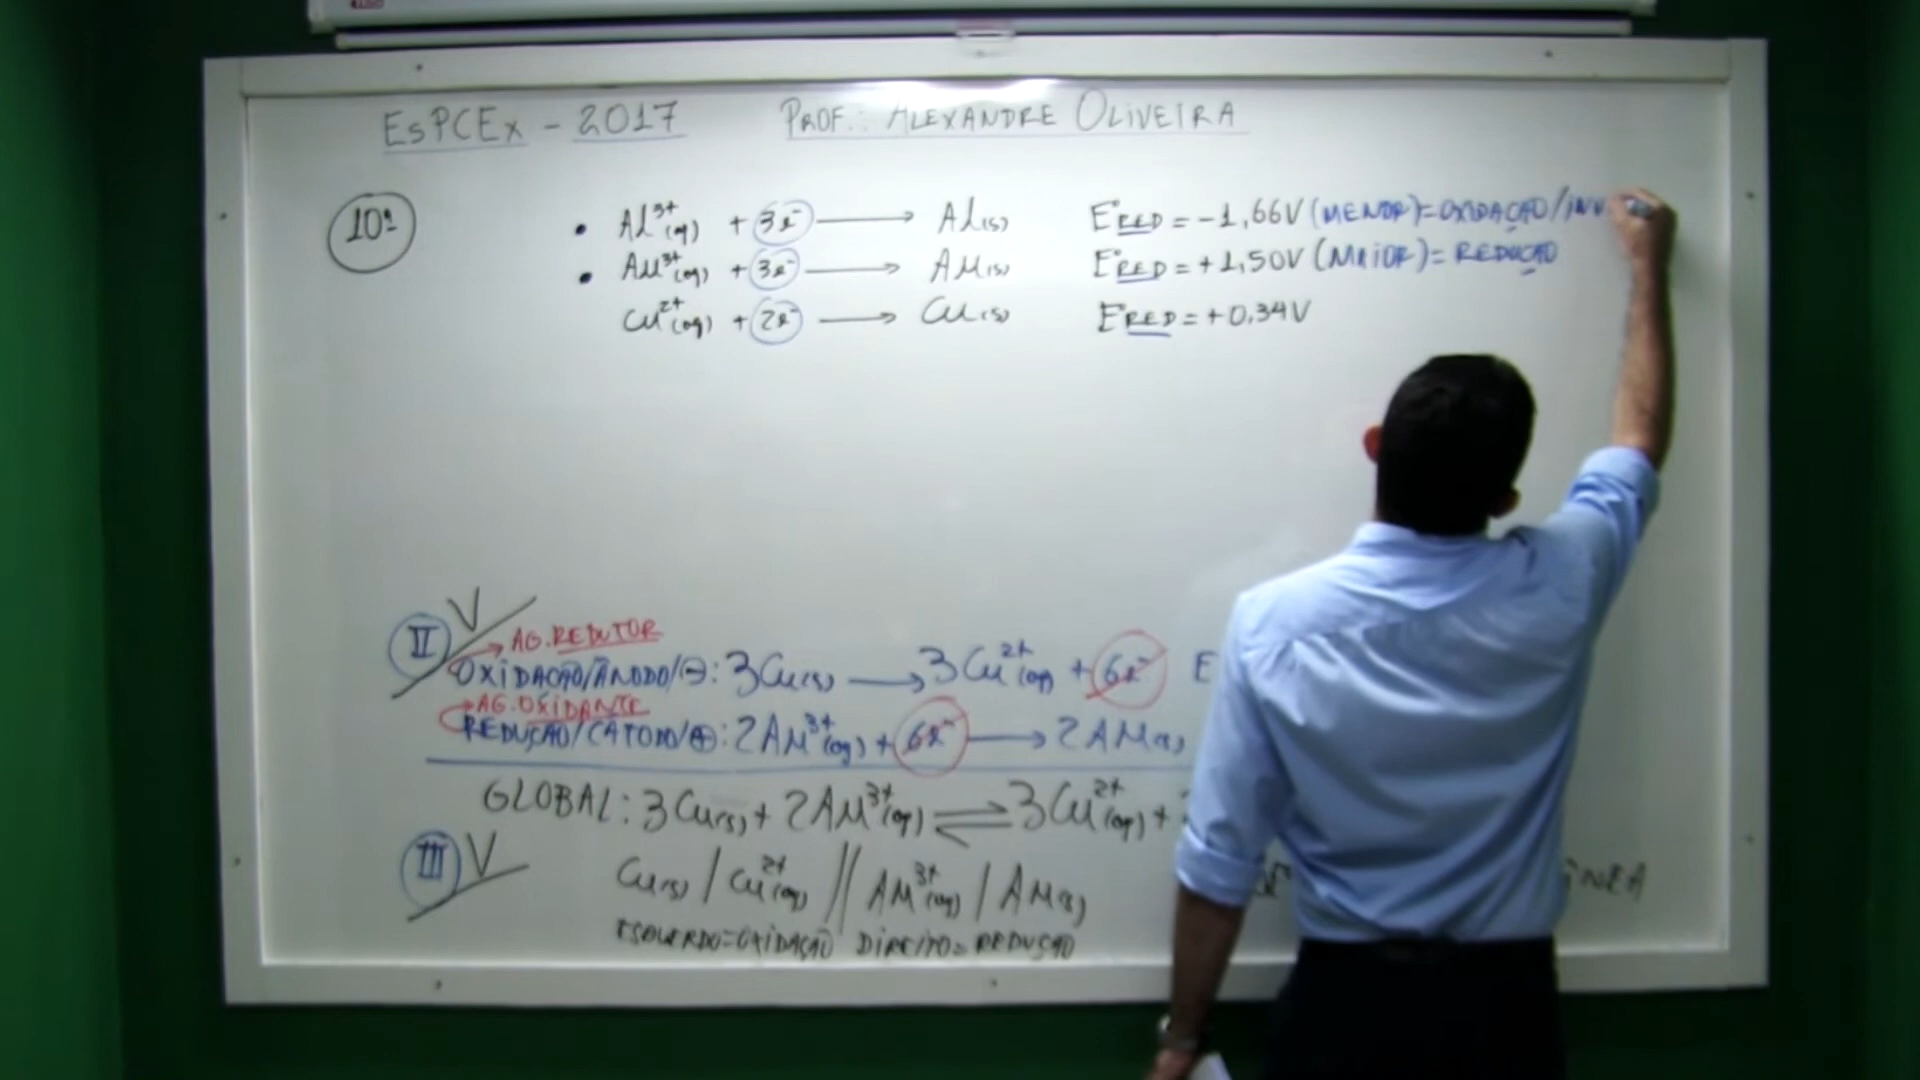 EsPCEx - 2017 PROF.: ALEXANDRE OLIVEIRA
10ª
• Al³⁺(aq) + 3e⁻ → Al(s) E°RED = -1,66V (MENOR) = OXIDAÇÃO/INV
• Au³⁺(aq) + 3e⁻ → Au(s) E°RED = +1,50V (MAIOR) = REDUÇÃO
Cu²⁺(aq) + 2e⁻ → Cu(s) E°RED = +0,34V
II V
AG. REDUTOR
OXIDAÇÃO/ÂNODO/⊖: 3Cu(s) → 3Cu²⁺(aq) + 6e⁻ E
AG. OXIDANTE
REDUÇÃO/CÁTODO/⊕: 2Au³⁺(aq) + 6e⁻ → 2Au(s)
GLOBAL: 3Cu(s) + 2Au³⁺(aq) ⇌ 3Cu²⁺(aq) +
III V Cu(s) / Cu²⁺(aq) // Au³⁺(aq) / Au(s)
ESQUERDO = OXIDAÇÃO DIREITO = REDUÇÃO